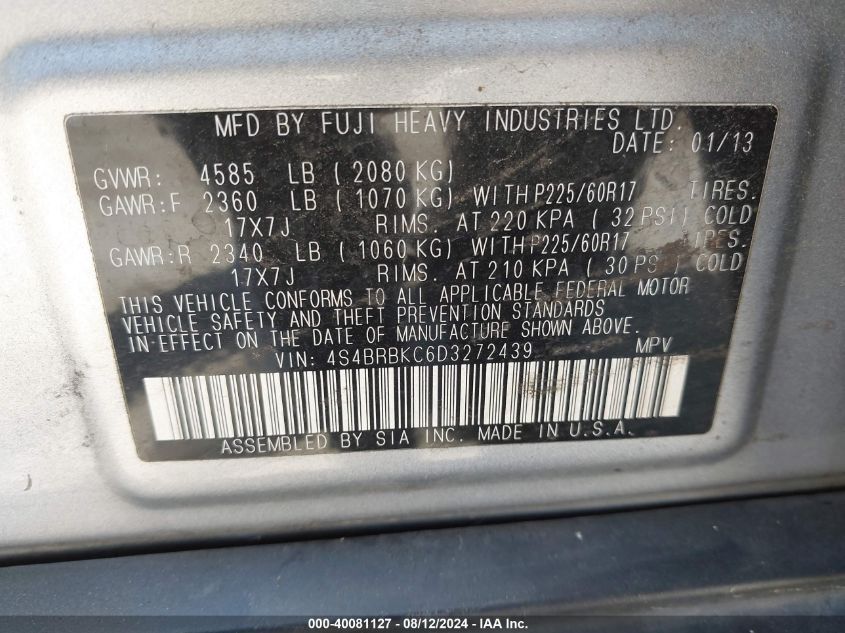 MFD BY FUJI HEAVY INDUSTRIES LTD.
DATE: 01/13
GVWR: 4585 LB ( 2080 KG)
GAWR:F 2360 LB ( 1070 KG) WITH P225/60R17 TIRES.
17X7J RIMS. AT 220 KPA ( 32 PSI) COLD
GAWR:R 2340 LB ( 1060 KG) WITH P225/60R17 TIRES.
17X7J RIMS. AT 210 KPA ( 30 PSI) COLD
THIS VEHICLE CONFORMS TO ALL APPLICABLE FEDERAL MOTOR
VEHICLE SAFETY AND THEFT PREVENTION STANDARDS
IN EFFECT ON THE DATE OF MANUFACTURE SHOWN ABOVE.
VIN: 4S4BRBKC6D3272439 MPV
ASSEMBLED BY SIA INC. MADE IN U.S.A.
000-40081127 - 08/12/2024 - IAA Inc.